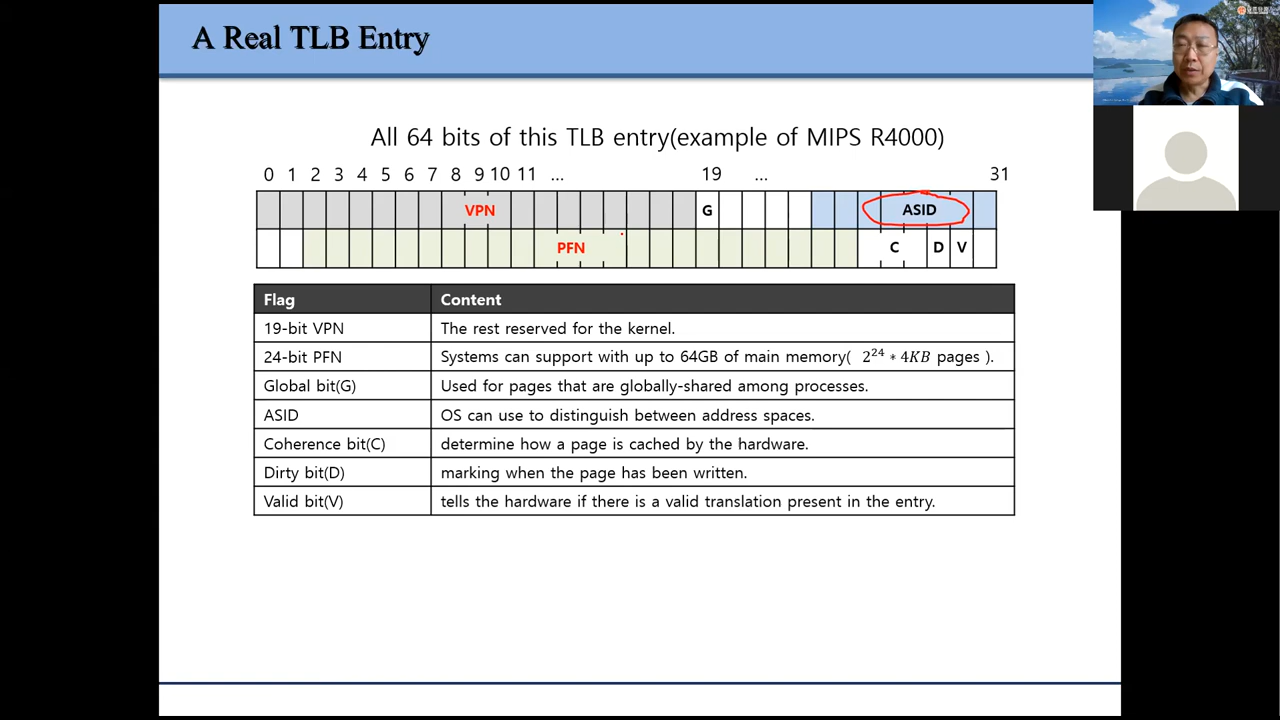 A Real TLB Entry
All 64 bits of this TLB entry(example of MIPS R4000)
0 1 2 3 4 5 6 7 8 9 10 11 ... 19 ... 31
VPN G ASID
PFN C D V
Flag Content
19-bit VPN The rest reserved for the kernel.
24-bit PFN Systems can support with up to 64GB of main memory( 2^24 * 4KB pages ).
Global bit(G) Used for pages that are globally-shared among processes.
ASID OS can use to distinguish between address spaces.
Coherence bit(C) determine how a page is cached by the hardware.
Dirty bit(D) marking when the page has been written.
Valid bit(V) tells the hardware if there is a valid translation present in the entry.